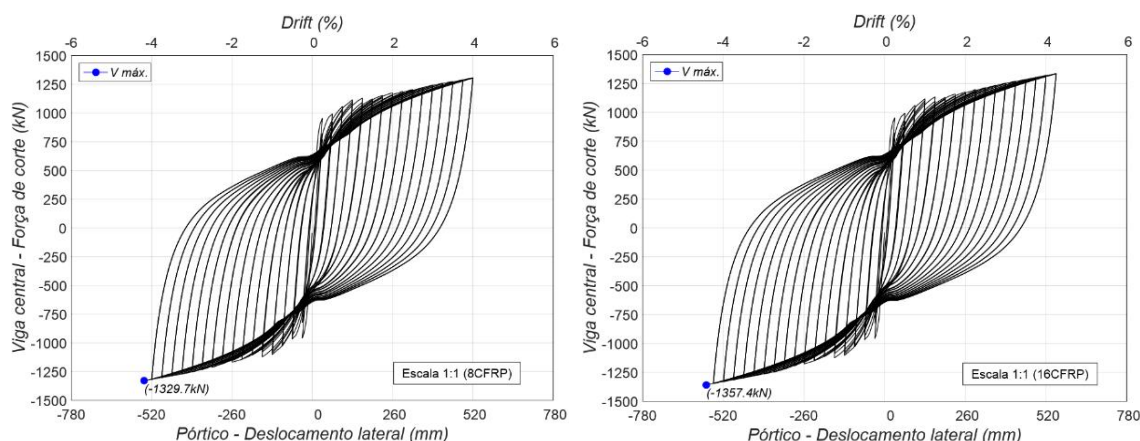 Drift (%)
-6 -4 -2 0 2 4 6
1500
1250
1000
750
500
250
0
-250
-500
-750
-1000
-1250
-1500
Viga central - Força de corte (kN)
V máx.
Escala 1:1 (8CFRP)
(-1329.7kN)
-780 -520 -260 0 260 520 780
Pórtico - Deslocamento lateral (mm)
Drift (%)
-6 -4 -2 0 2 4 6
1500
1250
1000
750
500
250
0
-250
-500
-750
-1000
-1250
-1500
Viga central - Força de corte (kN)
V máx.
Escala 1:1 (16CFRP)
(-1357.4kN)
-780 -520 -260 0 260 520 780
Pórtico - Deslocamento lateral (mm)